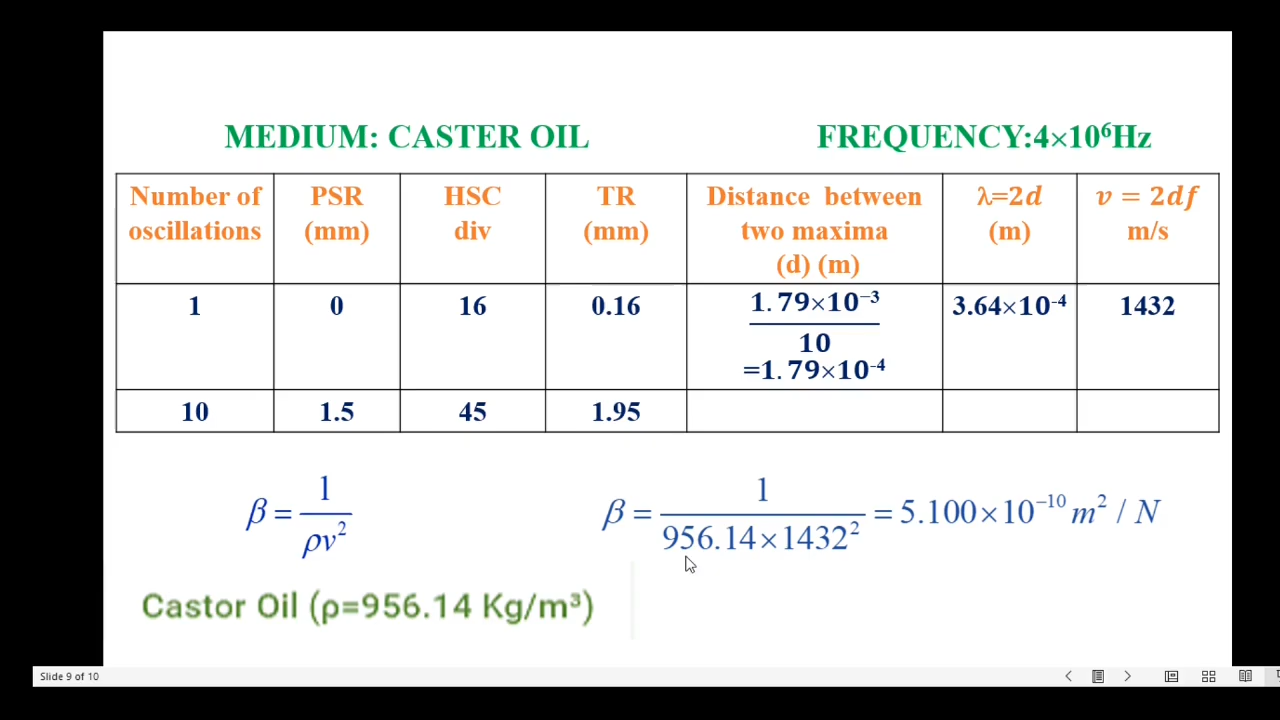 MEDIUM: CASTER OIL
FREQUENCY:4×10⁶Hz
Number of oscillations
PSR (mm)
HSC div
TR (mm)
Distance between two maxima (d) (m)
λ=2d (m)
v = 2df m/s
1
0
16
0.16
1.79×10⁻³
10
=1.79×10⁻⁴
3.64×10⁻⁴
1432
10
1.5
45
1.95
β = 1 / ρv²
β = 1 / 956.14×1432² = 5.100×10⁻¹⁰ m² / N
Castor Oil (ρ=956.14 Kg/m³)
Slide 9 of 10